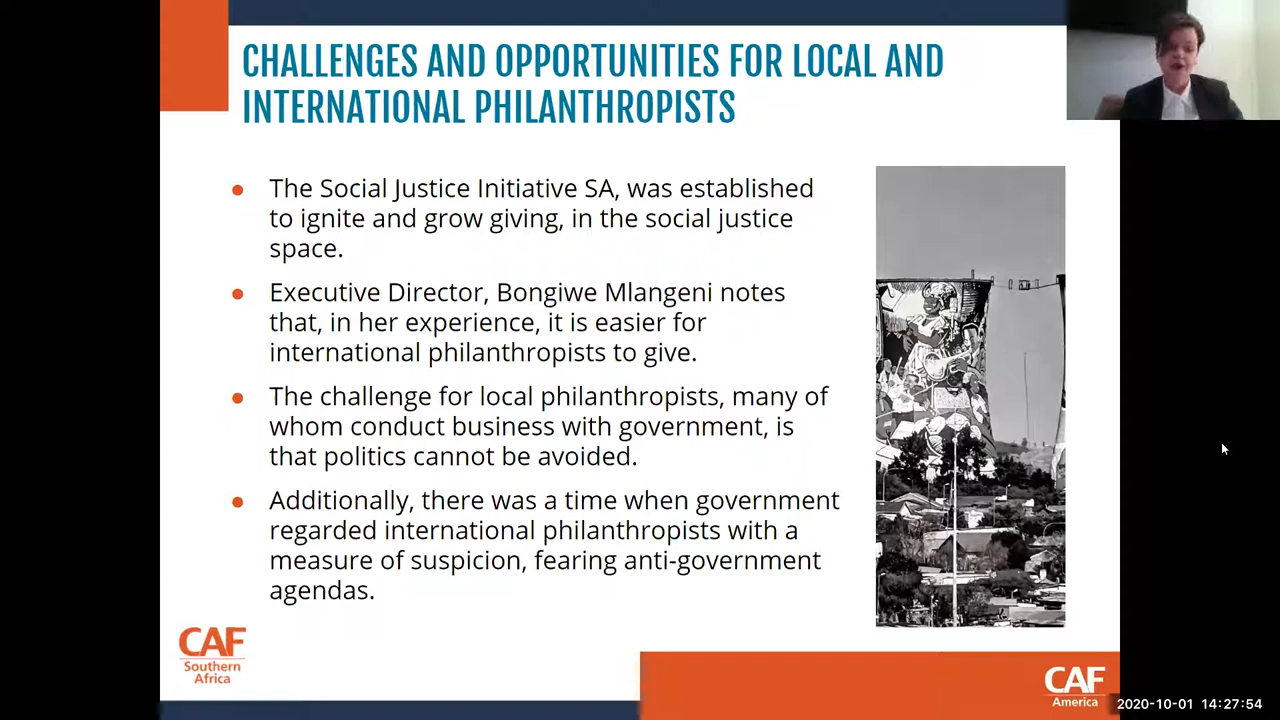 CHALLENGES AND OPPORTUNITIES FOR LOCAL AND
INTERNATIONAL PHILANTHROPISTS
The Social Justice Initiative SA, was established
to ignite and grow giving, in the social justice
space.
Executive Director, Bongiwe Mlangeni notes
that, in her experience, it is easier for
international philanthropists to give.
The challenge for local philanthropists, many of
whom conduct business with government, is
that politics cannot be avoided.
Additionally, there was a time when government
regarded international philanthropists with a
measure of suspicion, fearing anti-government
agendas.
CAF
Southern
Africa
CAF
America
2020-10-01 14:27:54